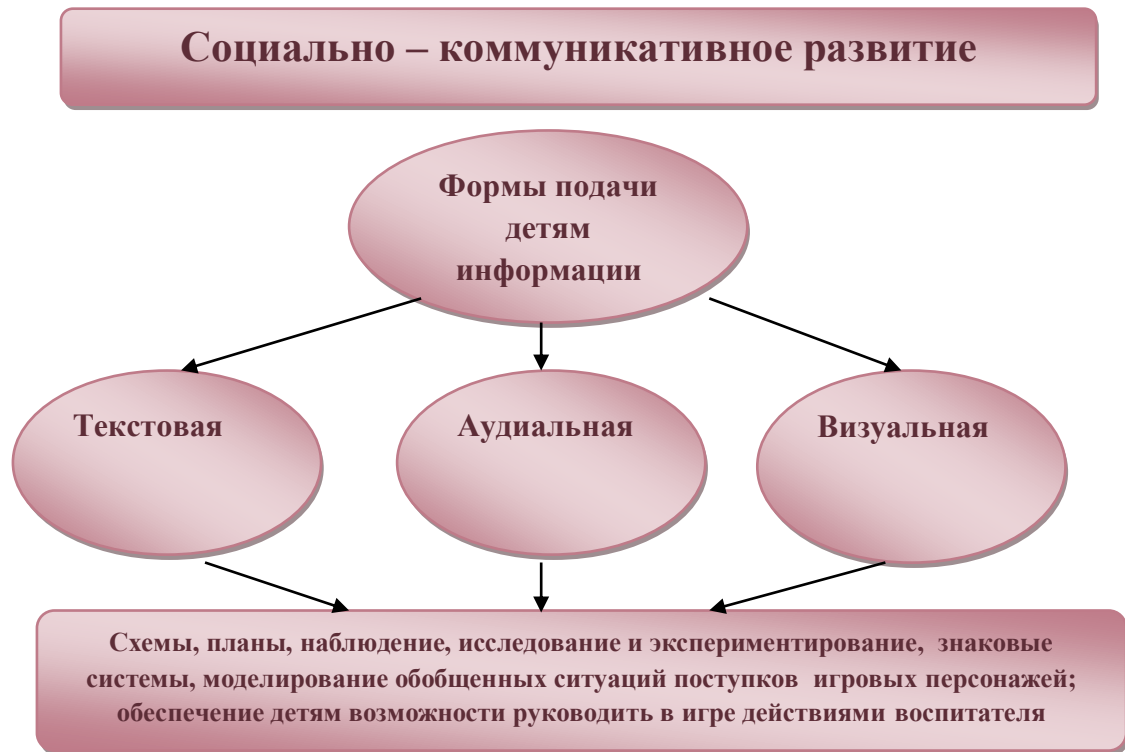 Социально – коммуникативное развитие
Формы подачи
детям
информации
Текстовая
Аудиальная
Визуальная
Схемы, планы, наблюдение, исследование и экспериментирование, знаковые
системы, моделирование обобщенных ситуаций поступков игровых персонажей;
обеспечение детям возможности руководить в игре действиями воспитателя